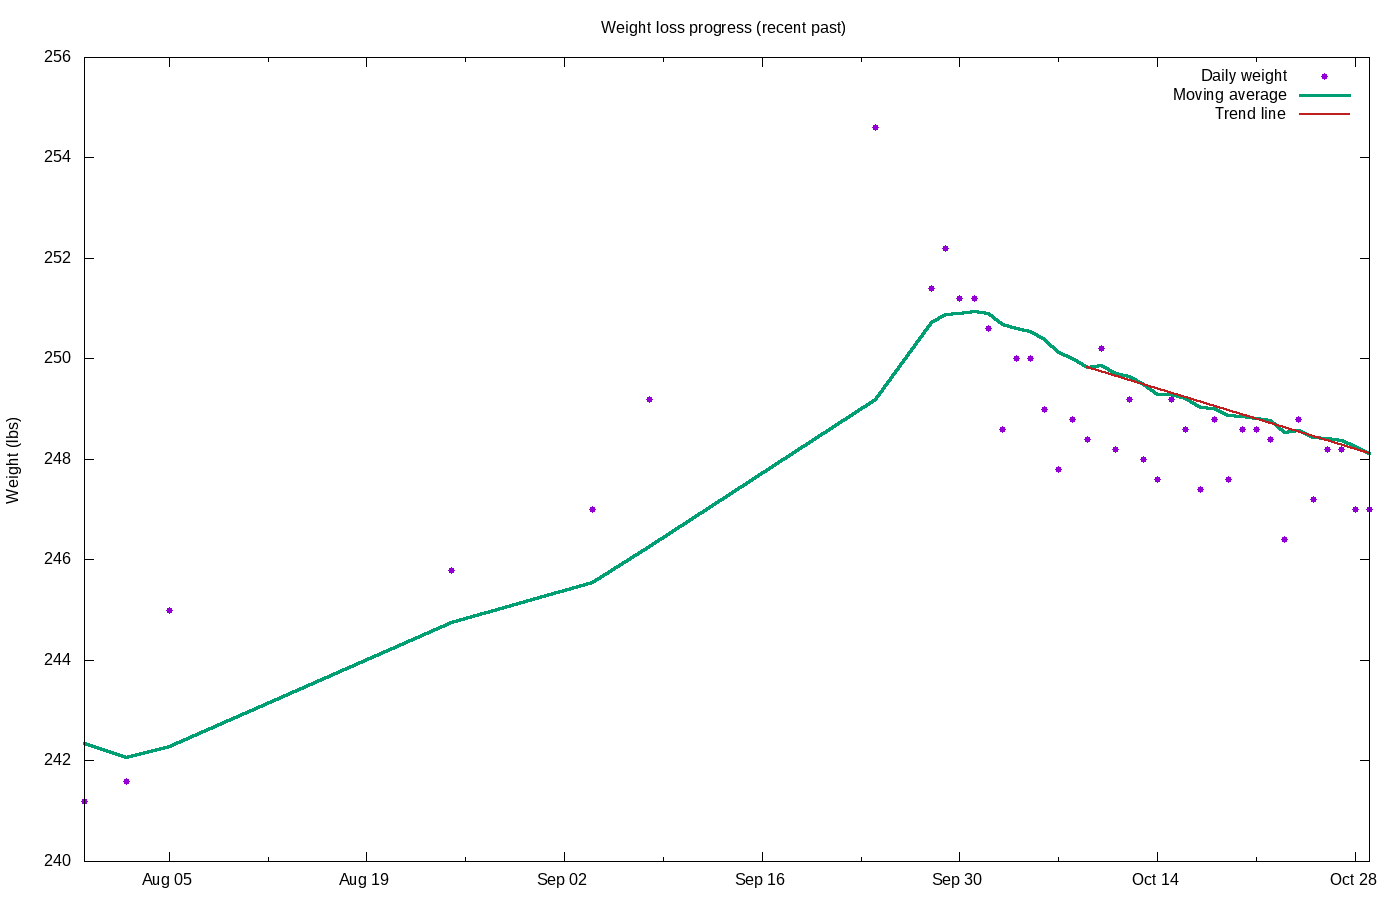 Weight loss progress (recent past)
256
254
252
250
248
246
244
242
240
Weight (lbs)
Daily weight
Moving average
Trend line
Aug 05
Aug 19
Sep 02
Sep 16
Sep 30
Oct 14
Oct 28